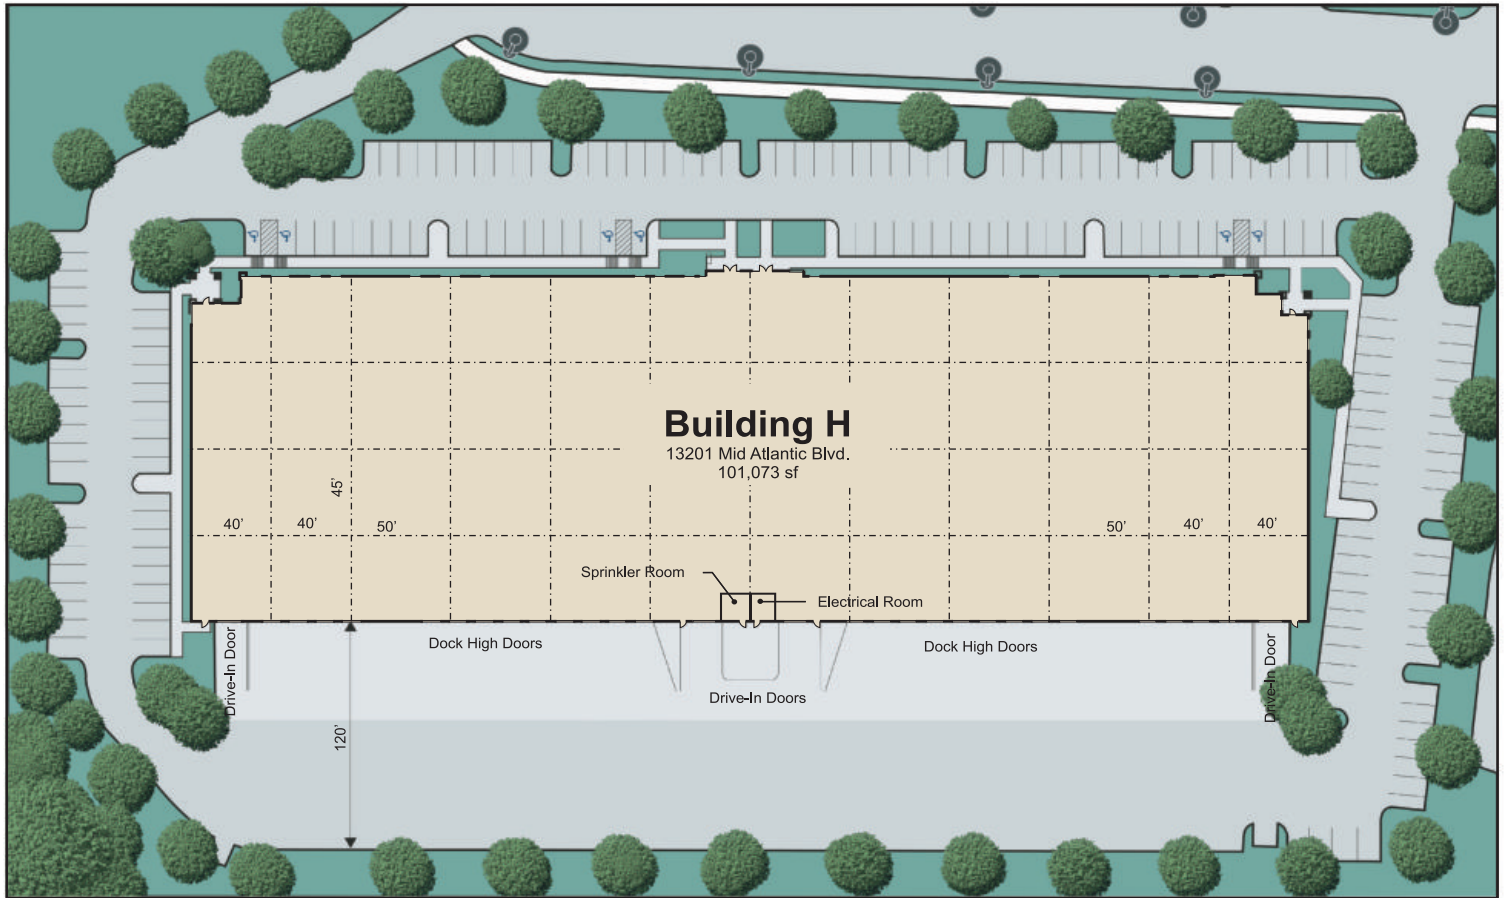 Building H
13201 Mid Atlantic Blvd.
101,073 sf
45'
40'
40'
50'
50'
40'
40'
Sprinkler Room
Electrical Room
Drive-In Door
Dock High Doors
Dock High Doors
Drive-In Door
Drive-In Doors
120'